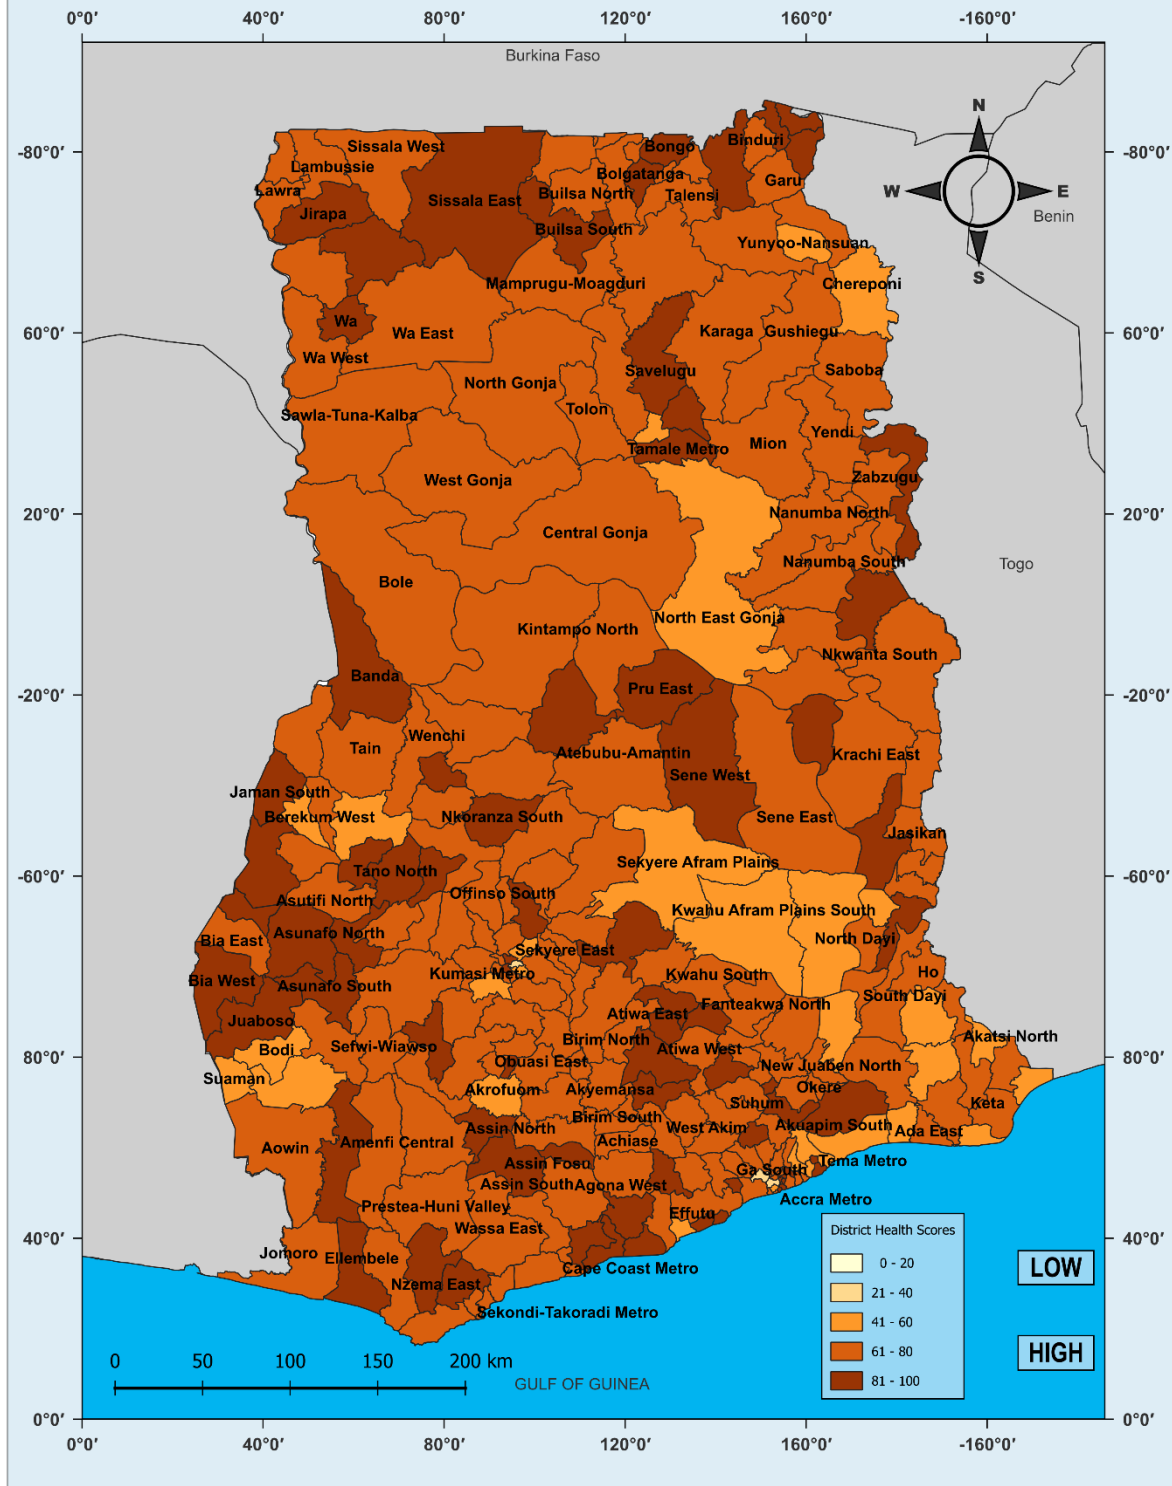 0°0′ 40°0′ 80°0′ 120°0′ 160°0′ -160°0′
Burkina Faso
N
-80°0′ -80°0′
Sissala West
Bongo
Binduri
Lambussie
Bolgatanga
Lawra
Builsa North
Talensi
Garu
W E
Sissala East
Jirapa
Benin
Builsa South
Yunyoo-Nansuan
S
Mamprugu-Moagduri
Chereponi
Wa
60°0′ 60°0′
Wa East
Karaga
Gushiegu
Wa West
Savelugu
Saboba
North Gonja
Tolon
Sawla-Tuna-Kalba
Yendi
Tamale Metro
Mion
West Gonja
Zabzugu
20°0′ 20°0′
Nanumba North
Central Gonja
Nanumba South
Togo
Bole
North East Gonja
Kintampo North
Nkwanta South
Banda
Pru East
-20°0′ -20°0′
Wenchi
Tain
Atebubu-Amantin
Krachi East
Sene West
Jaman South
Berekum West
Nkoranza South
Sene East
Jasikan
Sekyere Afram Plains
Tano North
-60°0′ -60°0′
Offinso South
Asutifi North
Kwahu Afram Plains South
Asunafo North
Bia East
North Dayi
Sekyere East
Kumasi Metro
Kwahu South
Ho
Bia West
Asunafo South
South Dayi
Fanteakwa North
Atiwa East
Juaboso
Akatsi North
Birim North
Sefwi-Wiawso
Bodi
Atiwa West
80°0′ 80°0′
Obuasi East
New Juaben North
Suaman
Okere
Akrofuom
Akyemansa
Suhum
Keta
Birim South
Akuapim South
Assin North
West Akim
Ada East
Amenfi Central
Achiase
Aowin
Assin Fosu
Tema Metro
Ga South
Assin South
Agona West
Accra Metro
Prestea-Huni Valley
Effutu
Wassa East
District Health Scores
40°0′ 40°0′
Jomoro
Ellembele
0 - 20
LOW
Cape Coast Metro
Nzema East
21 - 40
Sekondi-Takoradi Metro
41 - 60
61 - 80
HIGH
0 50 100 150 200 km
81 - 100
GULF OF GUINEA
0°0′ 0°0′
0°0′ 40°0′ 80°0′ 120°0′ 160°0′ -160°0′